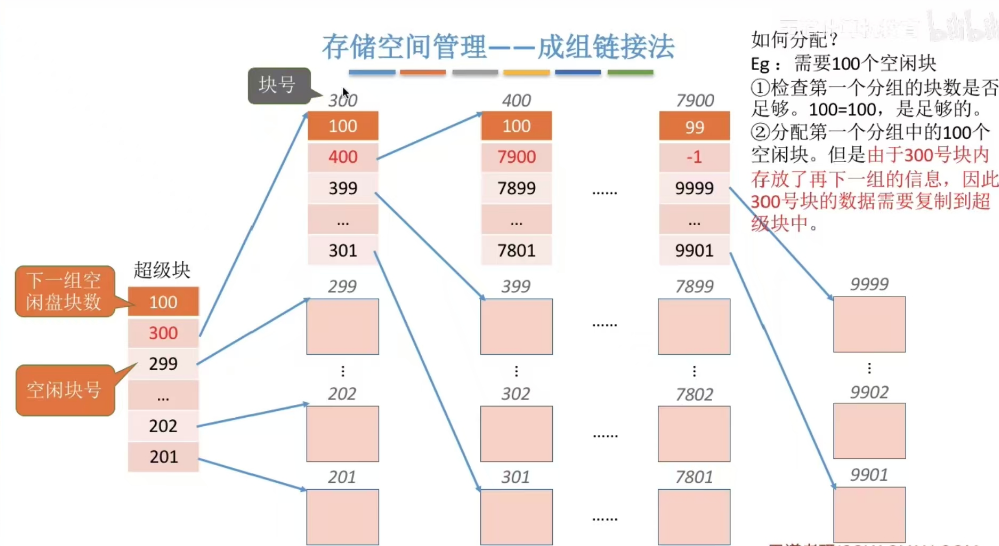 存储空间管理——成组链接法
如何分配？
Eg：需要100个空闲块
①检查第一个分组的块数是否
足够。100=100，是足够的。
②分配第一个分组中的100个
空闲块。但是由于300号块内
存放了再下一组的信息，因此
300号块的数据需要复制到超
级块中。
块号
300
400
7900
100
100
99
400
7900
-1
399
7899
......
9999
...
...
...
301
7801
9901
超级块
下一组空
闲盘块数
100
300
空闲块号
299
...
202
201
299
399
7899
9999
......
⋮
⋮
⋮
⋮
202
302
7802
9902
......
201
301
7801
9901
......